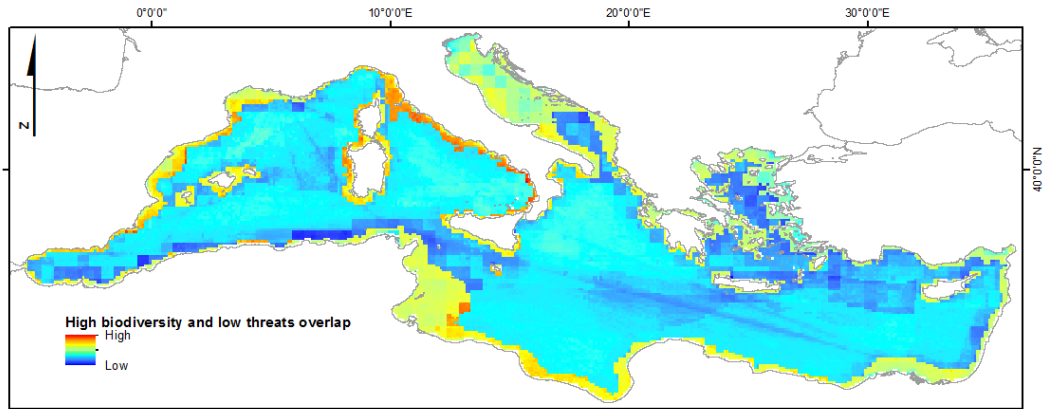 0°0'0" 10°0'0"E 20°0'0"E 30°0'0"E
N
40°0'0"N
High biodiversity and low threats overlap
High
Low